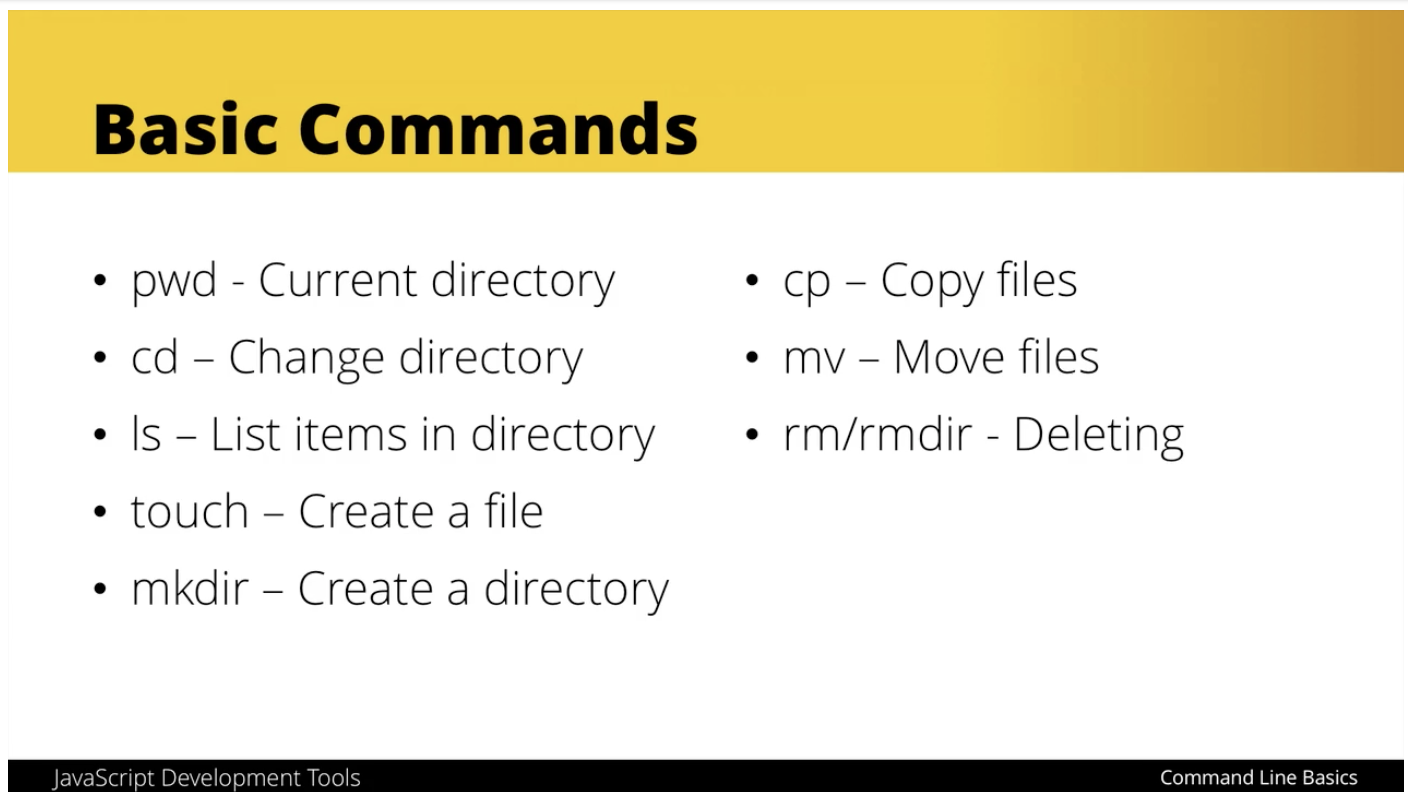 Basic Commands
• pwd - Current directory
• cd – Change directory
• ls – List items in directory
• touch – Create a file
• mkdir – Create a directory
• cp – Copy files
• mv – Move files
• rm/rmdir - Deleting
JavaScript Development Tools
Command Line Basics